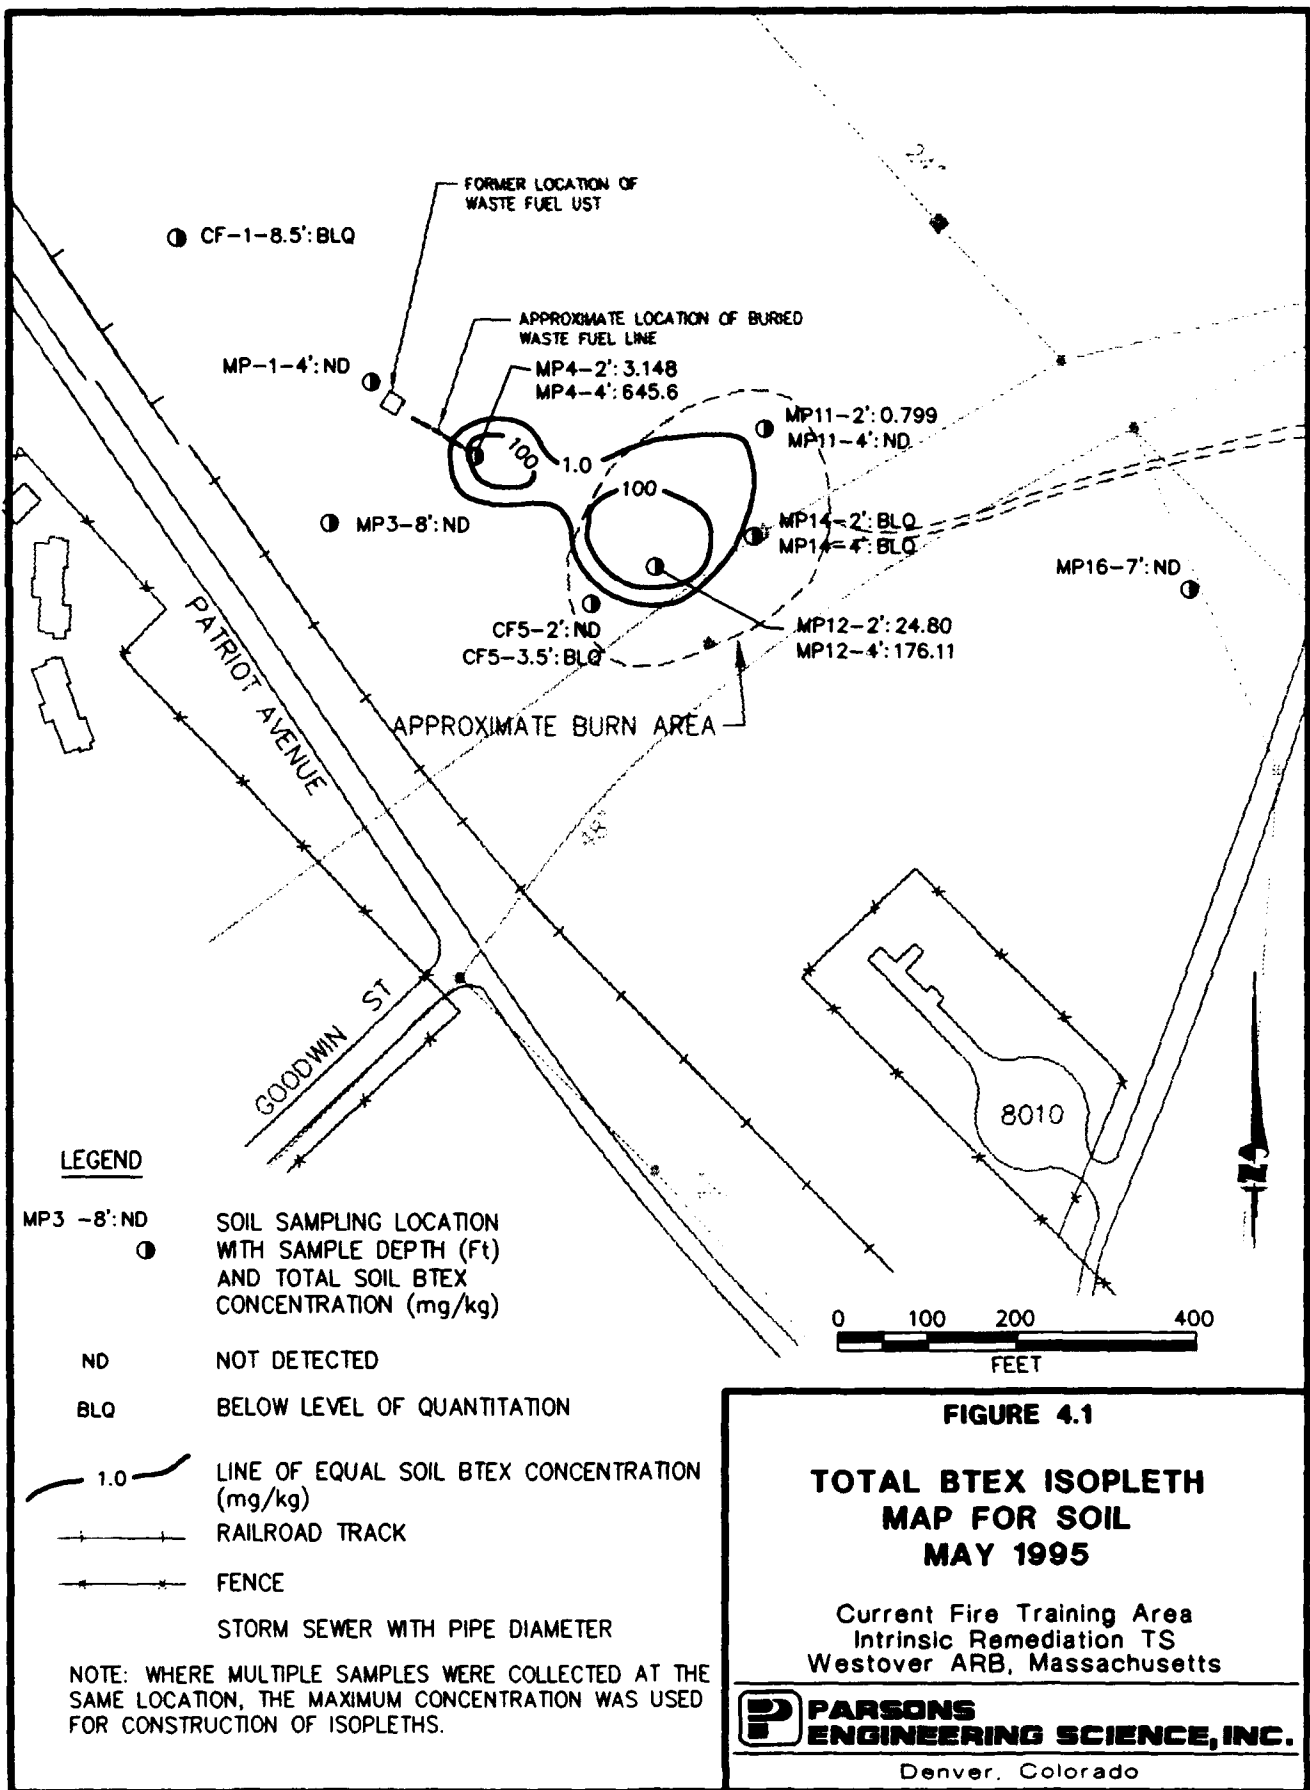 FORMER LOCATION OF
WASTE FUEL UST
CF-1-8.5': BLQ
APPROXIMATE LOCATION OF BURIED
WASTE FUEL LINE
MP-1-4': ND
MP4-2': 3.148
MP4-4': 645.6
MP11-2': 0.799
MP11-4': ND
100
1.0
100
MP3-8': ND
MP14-2': BLQ
MP14-4': BLQ
MP16-7': ND
CF5-2': ND
CF5-3.5': BLQ
MP12-2': 24.80
MP12-4': 176.11
PATRIOT AVENUE
APPROXIMATE BURN AREA
48"
GOODWIN ST
8010
N
LEGEND
MP3 -8': ND
SOIL SAMPLING LOCATION
WITH SAMPLE DEPTH (Ft)
AND TOTAL SOIL BTEX
CONCENTRATION (mg/kg)
ND NOT DETECTED
BLQ BELOW LEVEL OF QUANTITATION
1.0 LINE OF EQUAL SOIL BTEX CONCENTRATION
(mg/kg)
RAILROAD TRACK
FENCE
STORM SEWER WITH PIPE DIAMETER
NOTE: WHERE MULTIPLE SAMPLES WERE COLLECTED AT THE
SAME LOCATION, THE MAXIMUM CONCENTRATION WAS USED
FOR CONSTRUCTION OF ISOPLETHS.
0 100 200 400
FEET
FIGURE 4.1
TOTAL BTEX ISOPLETH
MAP FOR SOIL
MAY 1995
Current Fire Training Area
Intrinsic Remediation TS
Westover ARB, Massachusetts
PARSONS
ENGINEERING SCIENCE, INC.
Denver, Colorado